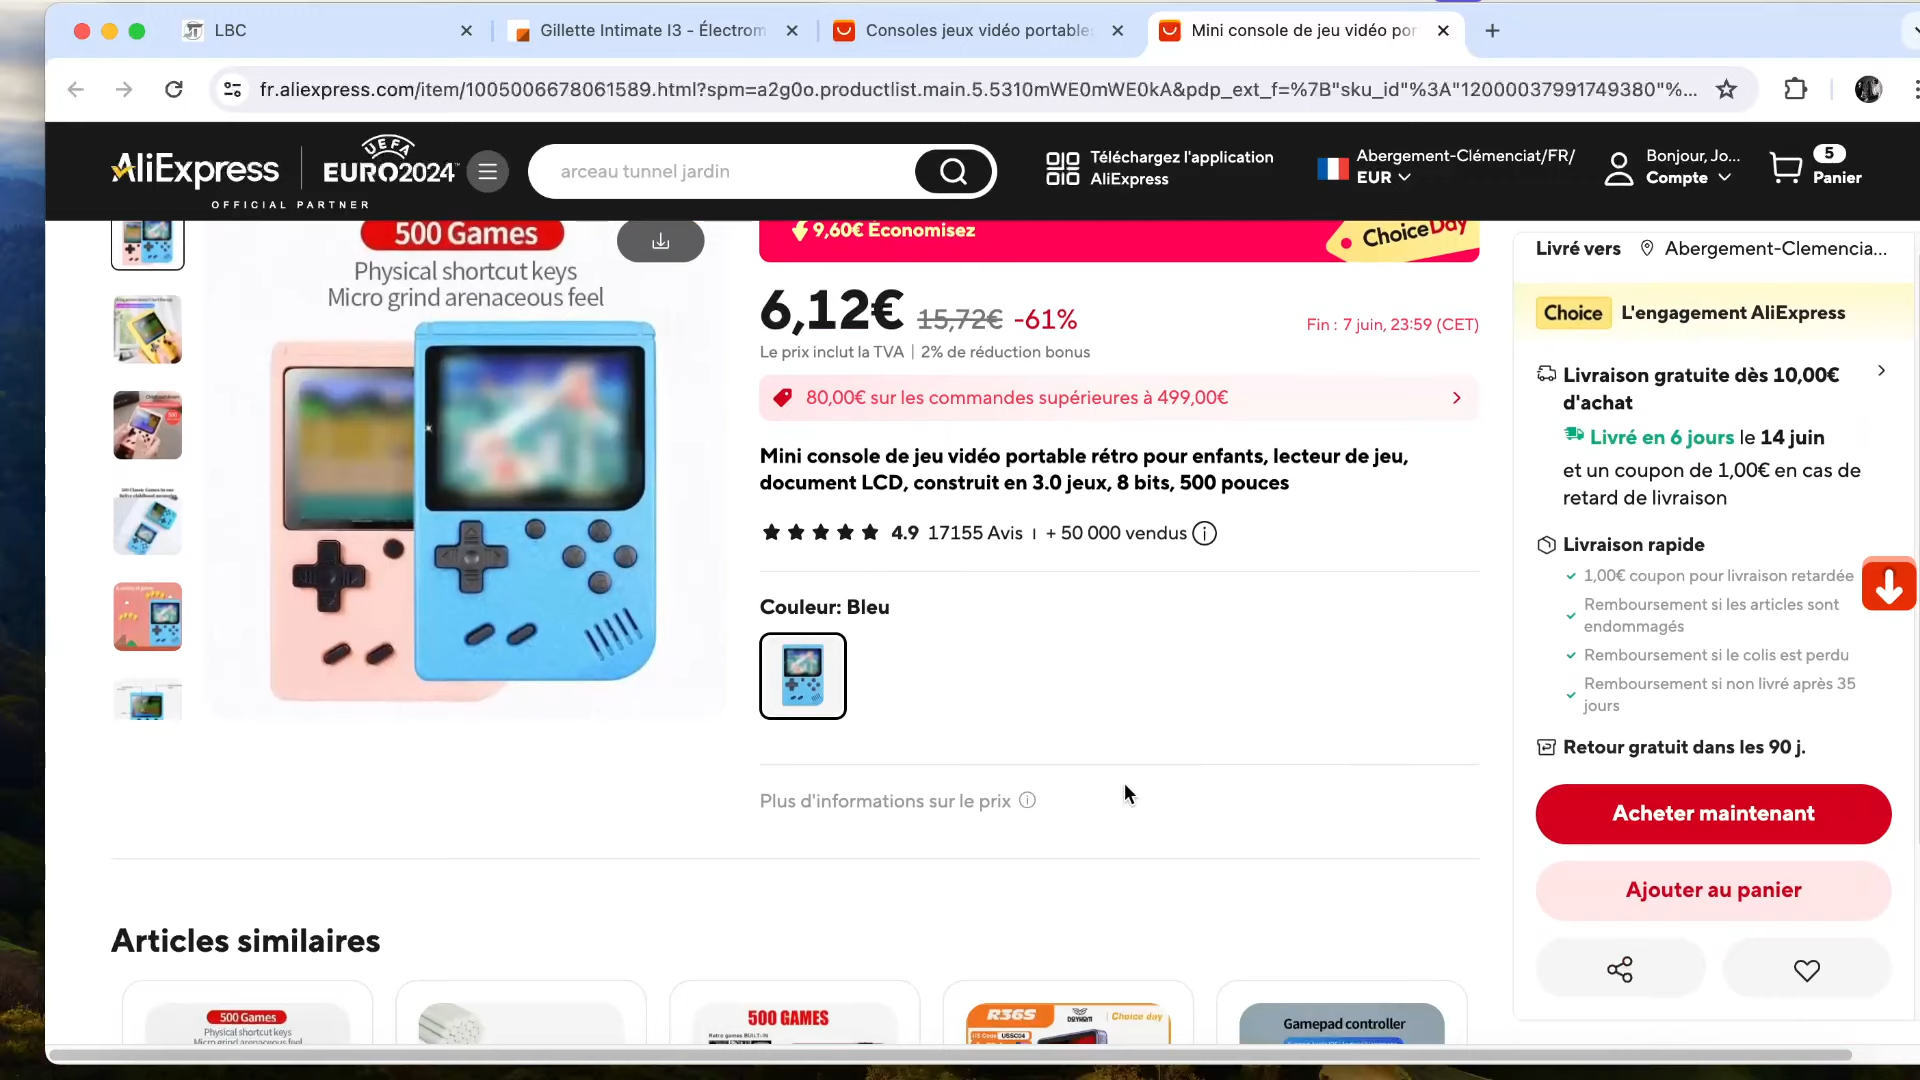 LBC
Gillette Intimate I3 - Électrom
Consoles jeux vidéo portable
Mini console de jeu vidéo por
fr.aliexpress.com/item/1005006678061589.html?spm=a2g0o.productlist.main.5.5310mWE0mWE0kA&pdp_ext_f=%7B"sku_id"%3A"12000037991749380"%...
AliExpress
UEFA
EURO2024™
OFFICIAL PARTNER
arceau tunnel jardin
Téléchargez l'application
AliExpress
Abergement-Clémenciat/FR/
EUR
Bonjour, Jo...
Compte
5
Panier
500 Games
Physical shortcut keys
Micro grind arenaceous feel
9,60€ Économisez
ChoiceDay
6,12€ 15,72€ -61%
Fin : 7 juin, 23:59 (CET)
Le prix inclut la TVA | 2% de réduction bonus
80,00€ sur les commandes supérieures à 499,00€
Mini console de jeu vidéo portable rétro pour enfants, lecteur de jeu,
document LCD, construit en 3.0 jeux, 8 bits, 500 pouces
4.9 17155 Avis + 50 000 vendus
Couleur: Bleu
Plus d'informations sur le prix
Livré vers Abergement-Clemencia...
Choice L'engagement AliExpress
Livraison gratuite dès 10,00€
d'achat
Livré en 6 jours le 14 juin
et un coupon de 1,00€ en cas de
retard de livraison
Livraison rapide
1,00€ coupon pour livraison retardée
Remboursement si les articles sont
endommagés
Remboursement si le colis est perdu
Remboursement si non livré après 35
jours
Retour gratuit dans les 90 j.
Acheter maintenant
Ajouter au panier
Articles similaires
500 Games
Physical shortcut keys
Micro grind arenaceous feel
500 GAMES
R36S
Choice day
Gamepad controller